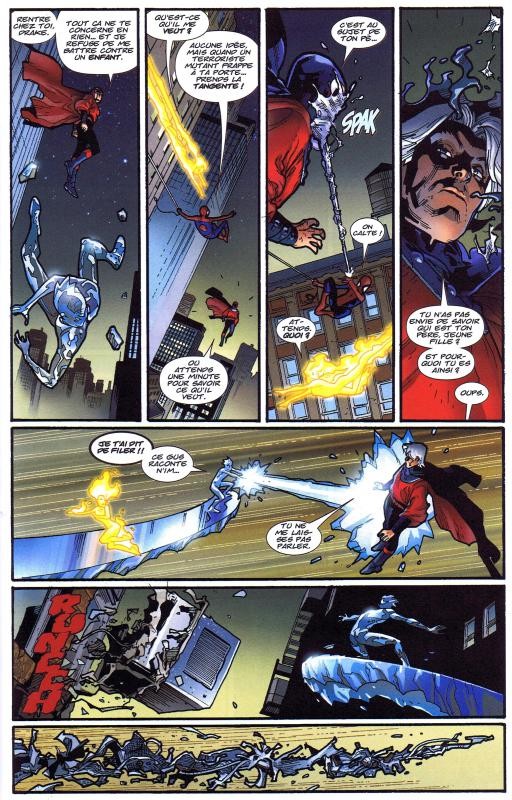 RENTRE
CHEZ TOI,
DRAKE.
TOUT ÇA NE TE
CONCERNE EN
RIEN... ET JE
REFUSE DE ME
BATTRE CONTRE
UN ENFANT.
QU'EST-CE
QU'IL ME
VEUT ?
AUCUNE IDÉE,
MAIS QUAND UN
TERRORISTE
MUTANT FRAPPE
À TA PORTE...
PRENDS LA
TANGENTE !
OU
ATTENDS
UNE MINUTE
POUR SAVOIR
CE QU'IL
VEUT.
C'EST AU
SUJET DE
TON PÈ...
SPAK
ON
CALTE !
AT-
TENDS.
QUOI ?
TU N'AS PAS
ENVIE DE SAVOIR
QUI EST TON
PÈRE, JEUNE
FILLE ?
ET POUR-
QUOI TU ES
AINSI ?
OUPS.
JE T'AI DIT
DE FILER !!
CE GUS
RACONTE
N'IM...
TU NE
ME LAIS-
SES PAS
PARLER.
RUNCH